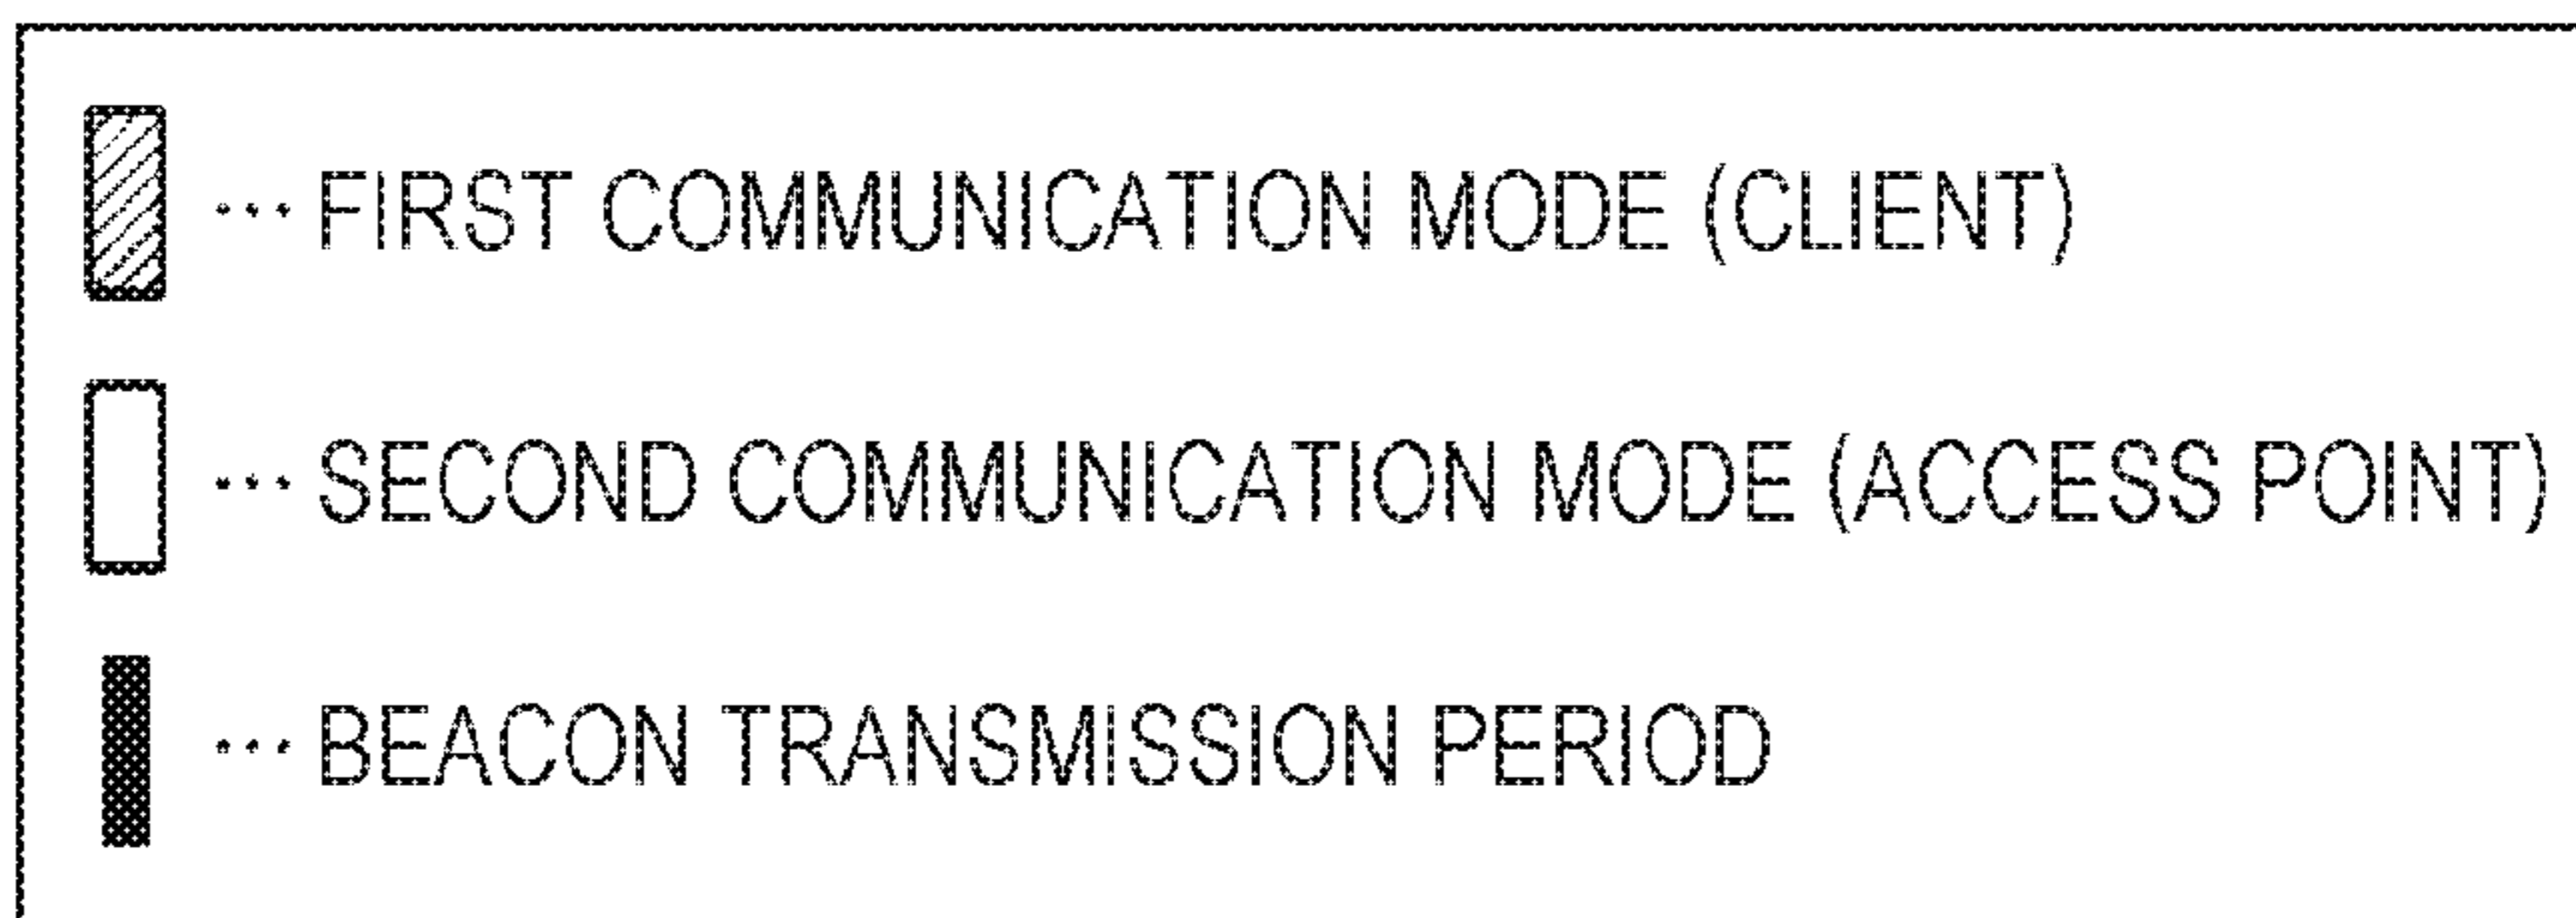 ... FIRST COMMUNICATION MODE (CLIENT)
... SECOND COMMUNICATION MODE (ACCESS POINT)
... BEACON TRANSMISSION PERIOD